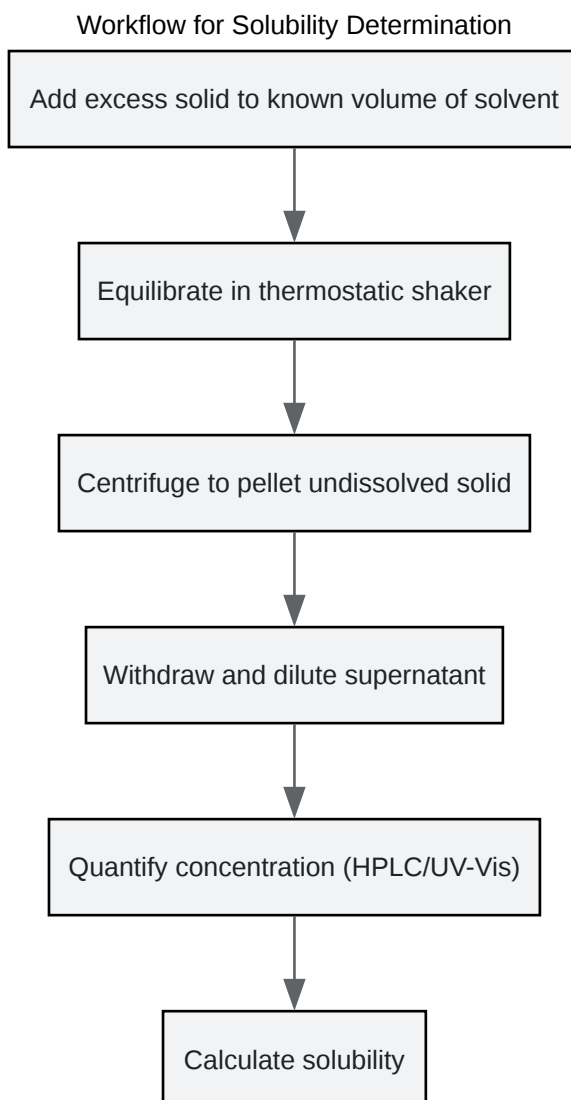 Workflow for Solubility Determination
Add excess solid to known volume of solvent
Equilibrate in thermostatic shaker
Centrifuge to pellet undissolved solid
Withdraw and dilute supernatant
Quantify concentration (HPLC/UV-Vis)
Calculate solubility